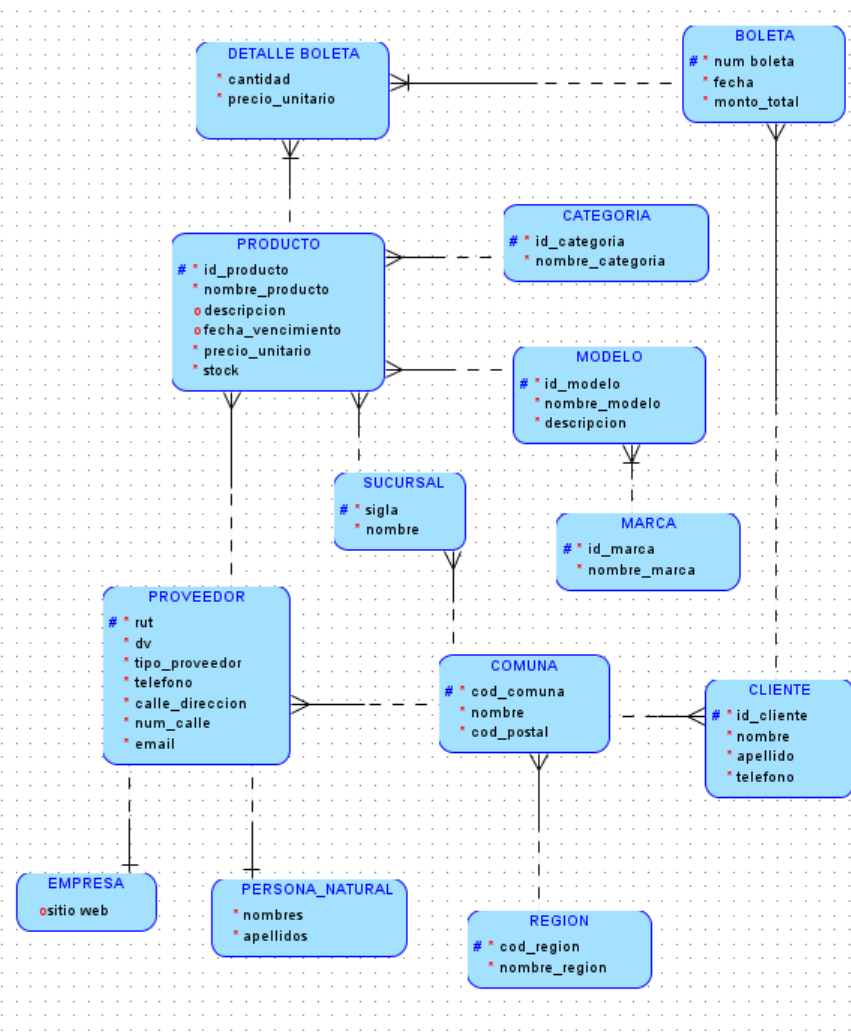 DETALLE BOLETA
* cantidad
* precio_unitario
BOLETA
# * num boleta
* fecha
* monto_total
CATEGORIA
# * id_categoria
* nombre_categoria
PRODUCTO
# * id_producto
* nombre_producto
o descripcion
o fecha_vencimiento
* precio_unitario
* stock
MODELO
# * id_modelo
* nombre_modelo
* descripcion
SUCURSAL
# * sigla
* nombre
MARCA
# * id_marca
* nombre_marca
PROVEEDOR
# * rut
* dv
* tipo_proveedor
* telefono
* calle_direccion
* num_calle
* email
COMUNA
# * cod_comuna
* nombre
* cod_postal
CLIENTE
# * id_cliente
* nombre
* apellido
* telefono
EMPRESA
o sitio web
PERSONA_NATURAL
* nombres
* apellidos
REGION
# * cod_region
* nombre_region